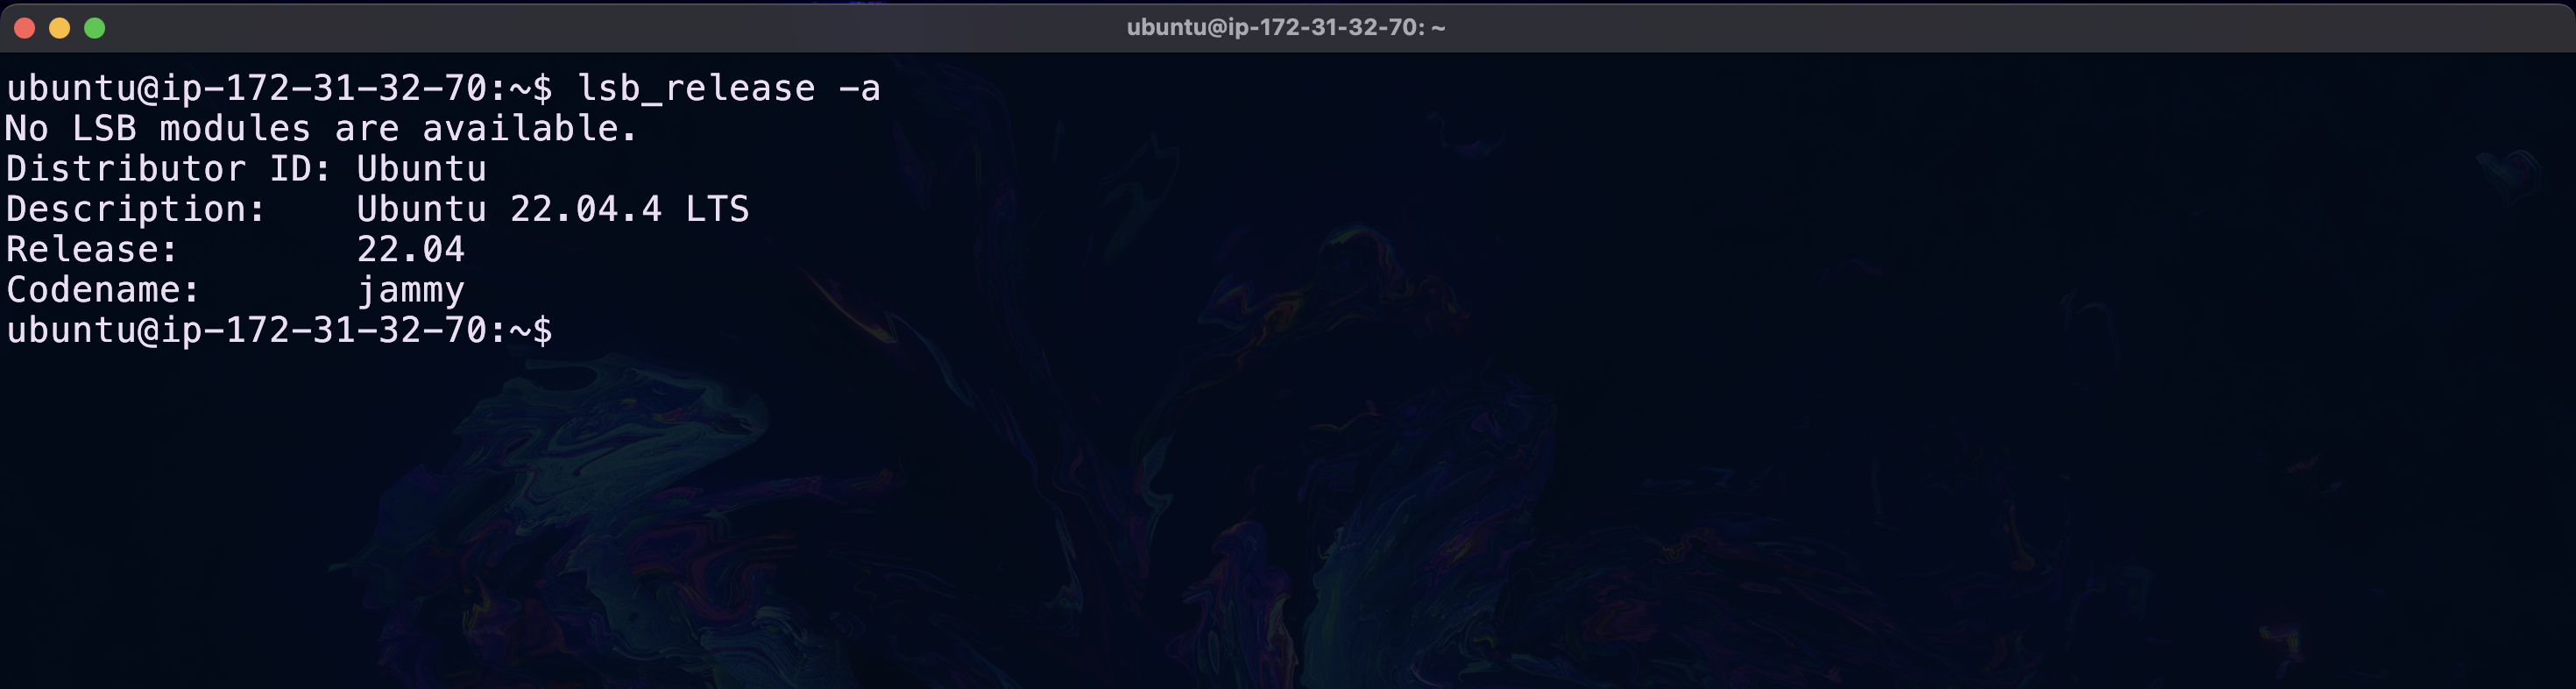 ubuntu@ip-172-31-32-70: ~
ubuntu@ip-172-31-32-70:~$ lsb_release -a
No LSB modules are available.
Distributor ID: Ubuntu
Description:    Ubuntu 22.04.4 LTS
Release:        22.04
Codename:       jammy
ubuntu@ip-172-31-32-70:~$